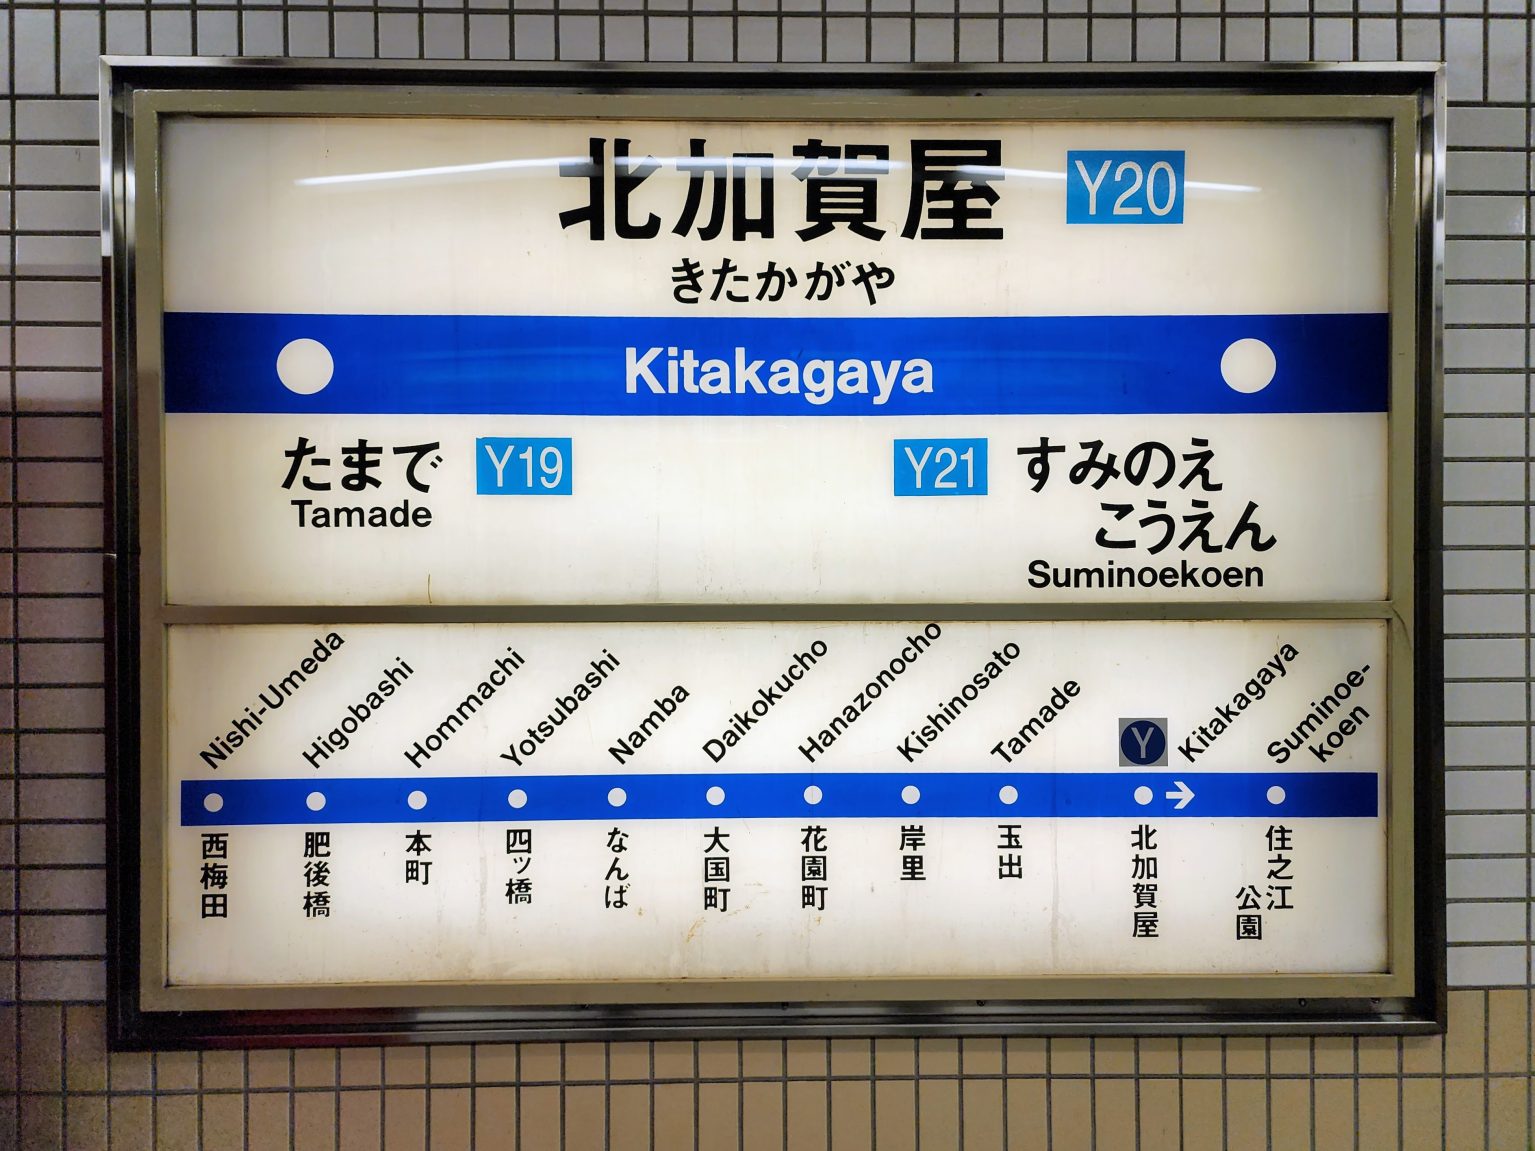 北加賀屋 Y20
きたかがや
Kitakagaya
たまで Y19
Tamade
Y21 すみのえ
こうえん
Suminoekoen
Nishi-Umeda
Higobashi
Hommachi
Yotsubashi
Namba
Daikokucho
Hanazonocho
Kishinosato
Tamade
Y
Kitakagaya
Suminoe-
koen
→
西梅田
肥後橋
本町
四ッ橋
なんば
大国町
花園町
岸里
玉出
北加賀屋
住之江
公園